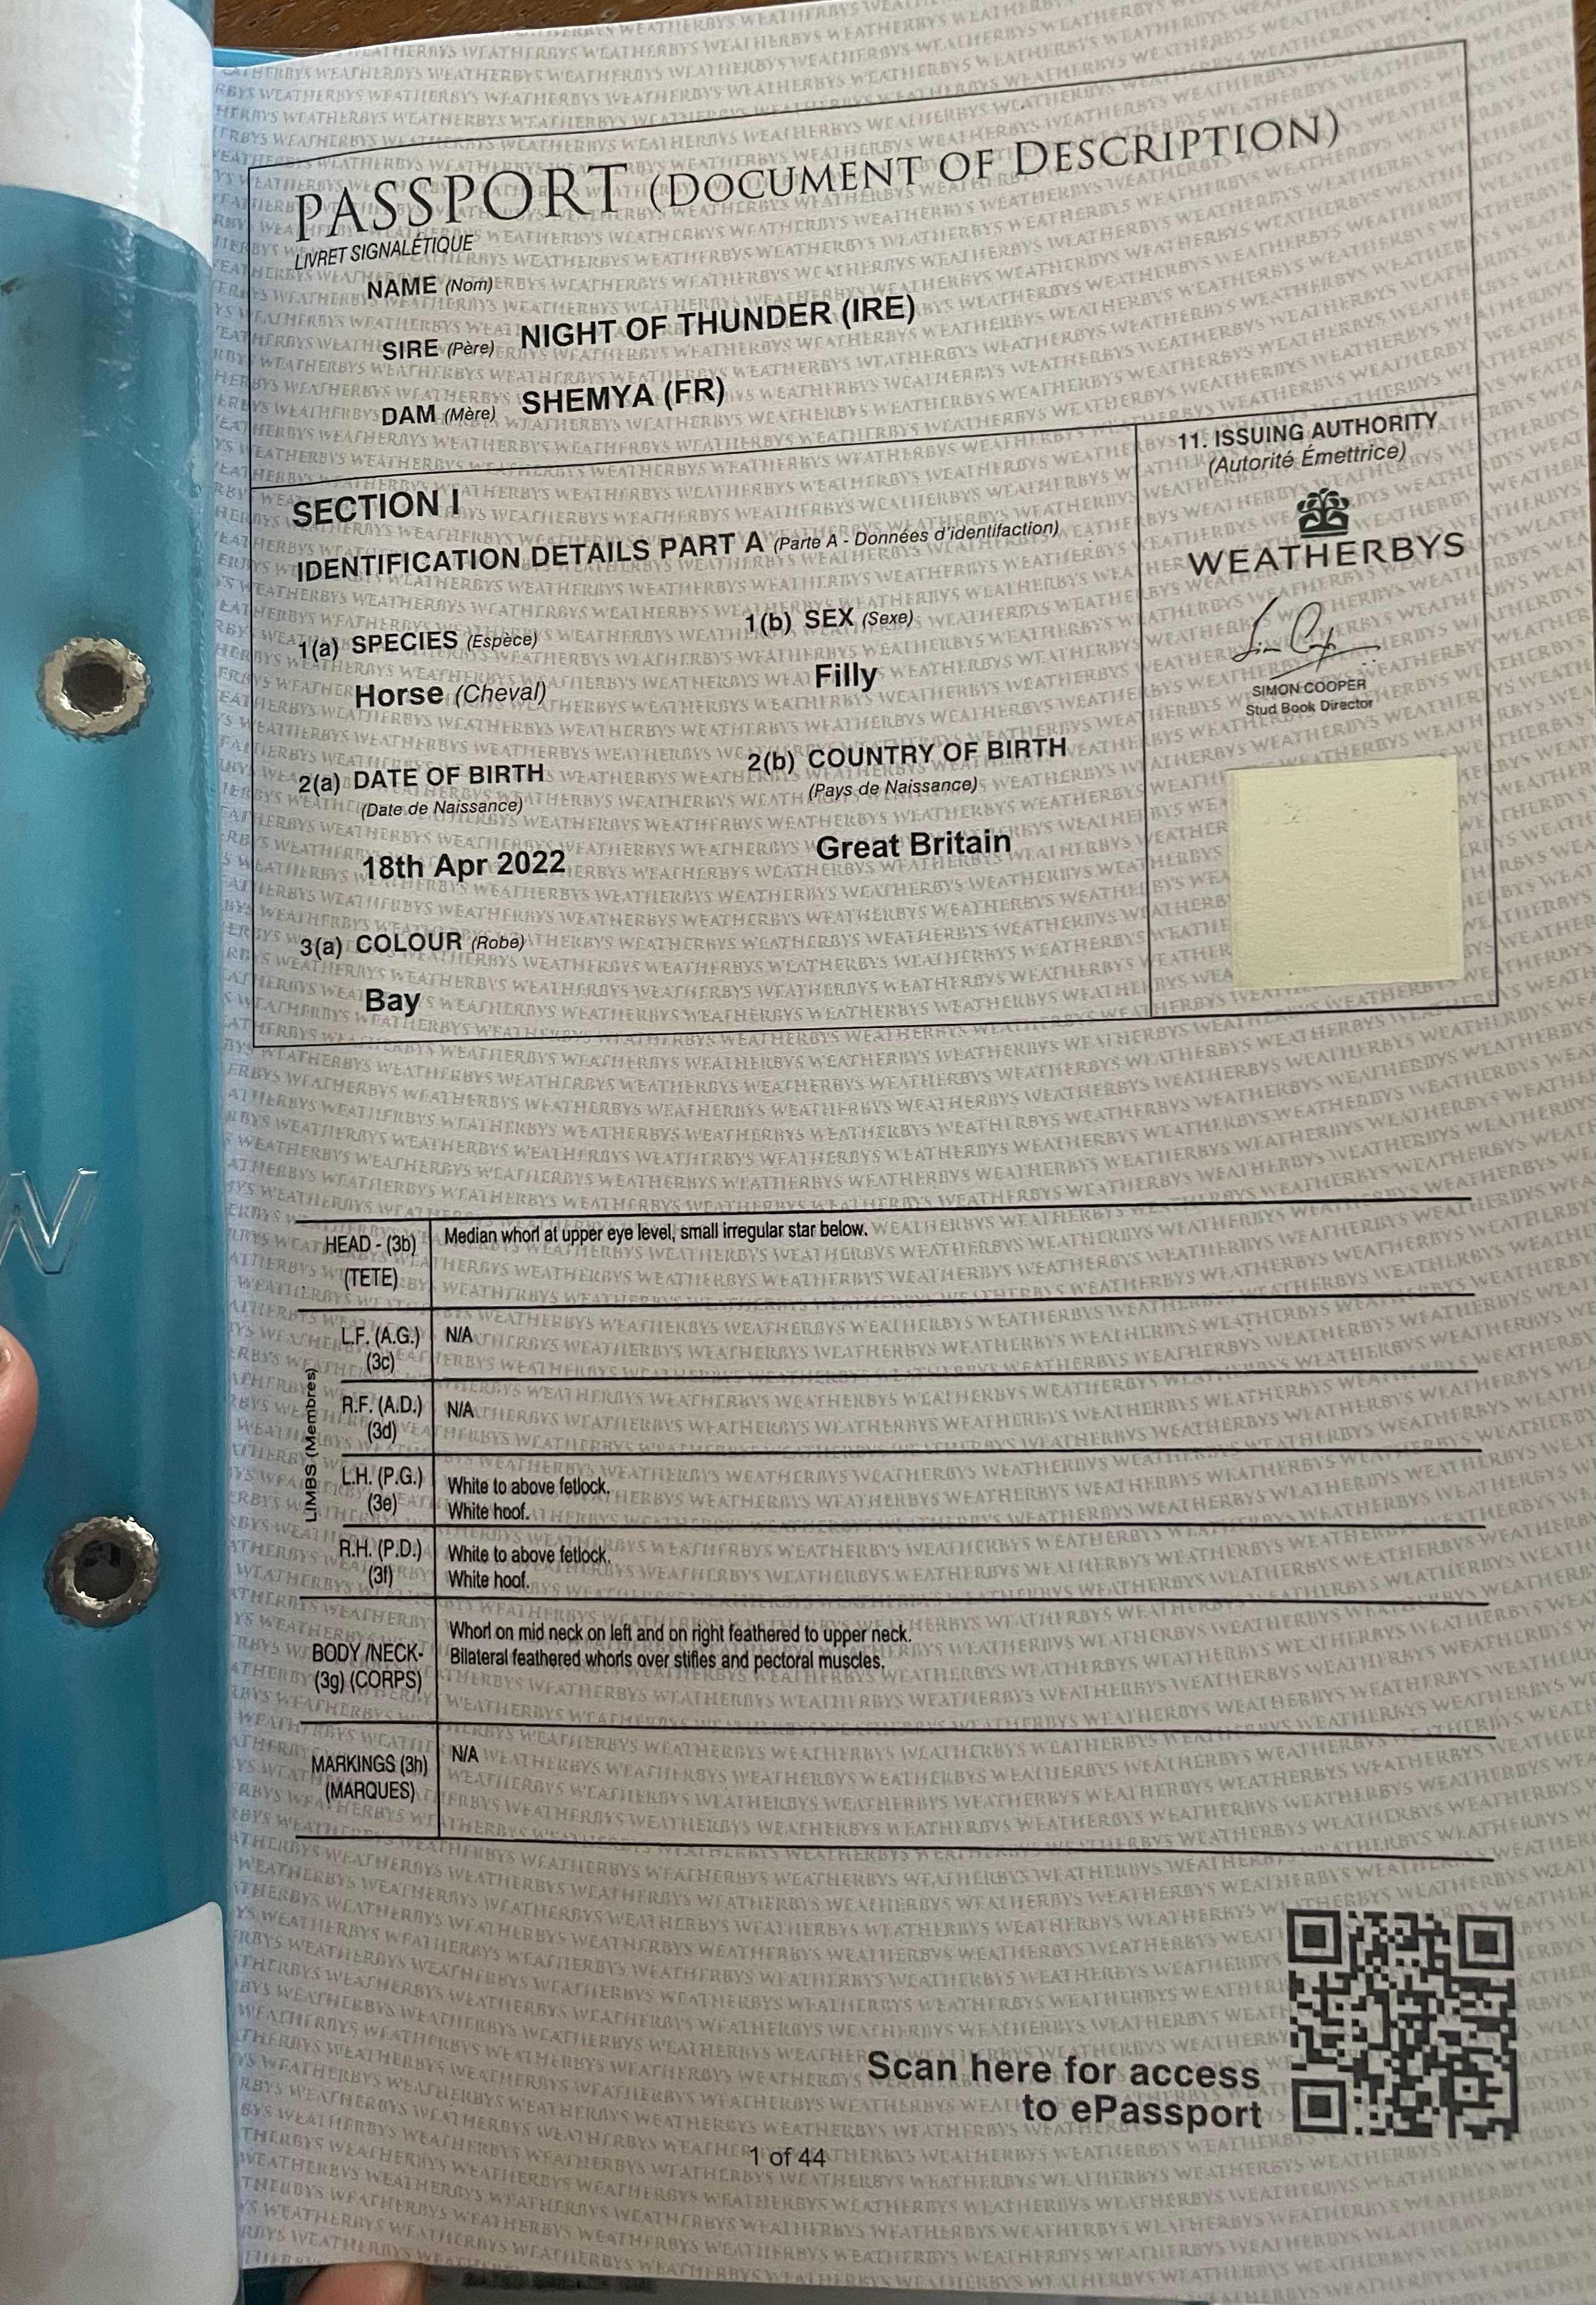 PASSPORT (DOCUMENT OF DESCRIPTION)
LIVRET SIGNALÉTIQUE
NAME (Nom)
SIRE (Père) NIGHT OF THUNDER (IRE)
DAM (Mère) SHEMYA (FR)
SECTION I
IDENTIFICATION DETAILS PART A (Parte A - Données d'identifaction)
1(a) SPECIES (Espèce)
Horse (Cheval)
1(b) SEX (Sexe)
Filly
2(a) DATE OF BIRTH
(Date de Naissance)
18th Apr 2022
2(b) COUNTRY OF BIRTH
(Pays de Naissance)
Great Britain
3(a) COLOUR (Robe)
Bay
11. ISSUING AUTHORITY
(Autorité Émettrice)
WEATHERBYS
SIMON COOPER
Stud Book Director
HEAD - (3b)
(TETE)
Median whorl at upper eye level, small irregular star below.
LIMBS (Membres)
L.F. (A.G.)
(3c)
N/A
R.F. (A.D.)
(3d)
N/A
L.H. (P.G.)
(3e)
White to above fetlock.
White hoof.
R.H. (P.D.)
(3f)
White to above fetlock.
White hoof.
BODY /NECK-
(3g) (CORPS)
Whorl on mid neck on left and on right feathered to upper neck.
Bilateral feathered whorls over stifles and pectoral muscles.
MARKINGS (3h)
(MARQUES)
N/A
Scan here for access
to ePassport
1 of 44